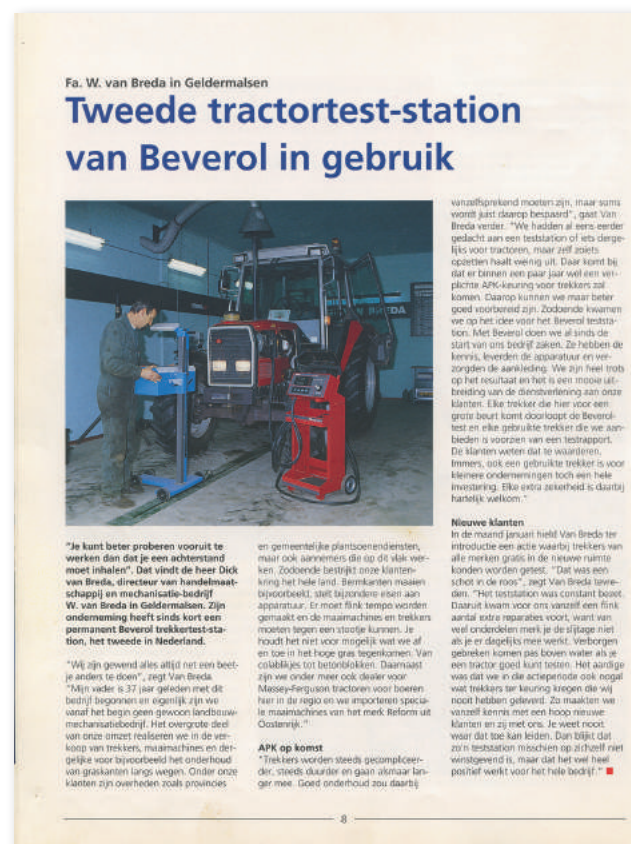 Fa. W. van Breda in Geldermalsen
Tweede tractortest-station
van Beverol in gebruik
BREDA
"Je kunt beter proberen vooruit te
werken dan dat je een achterstand
moet inhalen". Dat vindt de heer Dick
van Breda, directeur van handelmaat-
schappij en mechanisatie-bedrijf
W. van Breda in Geldermalsen. Zijn
onderneming heeft sinds kort een
permanent Beverol trekkertest-sta-
tion, het tweede in Nederland.
"Wij zijn gewend alles altijd net een beet-
je anders te doen", zegt Van Breda.
"Mijn vader is 37 jaar geleden met dit
bedrijf begonnen en eigenlijk zijn we
vanaf het begin geen gewoon landbouw-
mechanisatiebedrijf. Het overgrote deel
van onze omzet realiseren we in de ver-
koop van trekkers, maaimachines en der-
gelijke voor bijvoorbeeld het onderhoud
van graskanten langs wegen. Onder onze
klanten zijn overheden zoals provincies
en gemeentelijke plantsoenendiensten,
maar ook aannemers die op dit vlak wer-
ken. Zodoende bestrijkt onze klanten-
kring het hele land. Bermkanten maaien
bijvoorbeeld, stelt bijzondere eisen aan
apparatuur. Er moet flink tempo worden
gemaakt en de maaimachines en trekkers
moeten tegen een stootje kunnen. Je
houdt het niet voor mogelijk wat we af
en toe in het hoge gras tegenkomen. Van
colablikjes tot betonblokken. Daarnaast
zijn we onder meer ook dealer voor
Massey-Ferguson tractoren voor boeren
hier in de regio en we importeren specia-
le maaimachines van het merk Reform uit
Oostenrijk."
APK op komst
"Trekkers worden steeds gecompliceer-
der, steeds duurder en gaan alsmaar lan-
ger mee. Goed onderhoud zou daarbij
vanzelfsprekend moeten zijn, maar soms
wordt juist daarop bespaard", gaat Van
Breda verder. "We hadden al eens eerder
gedacht aan een teststation of iets derge-
lijks voor tractoren, maar zelf zoiets
opzetten haalt weinig uit. Daar komt bij
dat er binnen een paar jaar wel een ver-
plichte APK-keuring voor trekkers zal
komen. Daarop kunnen we maar beter
goed voorbereid zijn. Zodoende kwamen
we op het idee voor het Beverol teststa-
tion. Met Beverol doen we al sinds de
start van ons bedrijf zaken. Ze hebben de
kennis, leverden de apparatuur en ver-
zorgden de aankleding. We zijn heel trots
op het resultaat en het is een mooie uit-
breiding van de dienstverlening aan onze
klanten. Elke trekker die hier voor een
grote beurt komt doorloopt de Beverol-
test en elke gebruikte trekker die we aan-
bieden is voorzien van een testrapport.
De klanten weten dat te waarderen.
Immers, ook een gebruikte trekker is voor
kleinere ondernemingen toch een hele
investering. Elke extra zekerheid is daarbij
hartelijk welkom."
Nieuwe klanten
In de maand januari hield Van Breda ter
introductie een actie waarbij trekkers van
alle merken gratis in de nieuwe ruimte
konden worden getest. "Dat was een
schot in de roos", zegt Van Breda tevre-
den. "Het teststation was constant bezet.
Daaruit kwam voor ons vanzelf een flink
aantal extra reparaties voort, want van
veel onderdelen merk je de slijtage niet
als je er dagelijks mee werkt. Verborgen
gebreken komen pas boven water als je
een tractor goed kunt testen. Het aardige
was dat we in die actieperiode ook nogal
wat trekkers ter keuring kregen die wij
nooit hebben geleverd. Zo maakten we
vanzelf kennis met een hoop nieuwe
klanten en zij met ons. Je weet nooit
waar dat toe kan leiden. Dan blijkt dat
zo'n teststation misschien op zichzelf niet
winstgevend is, maar dat het wel heel
positief werkt voor het hele bedrijf."
8